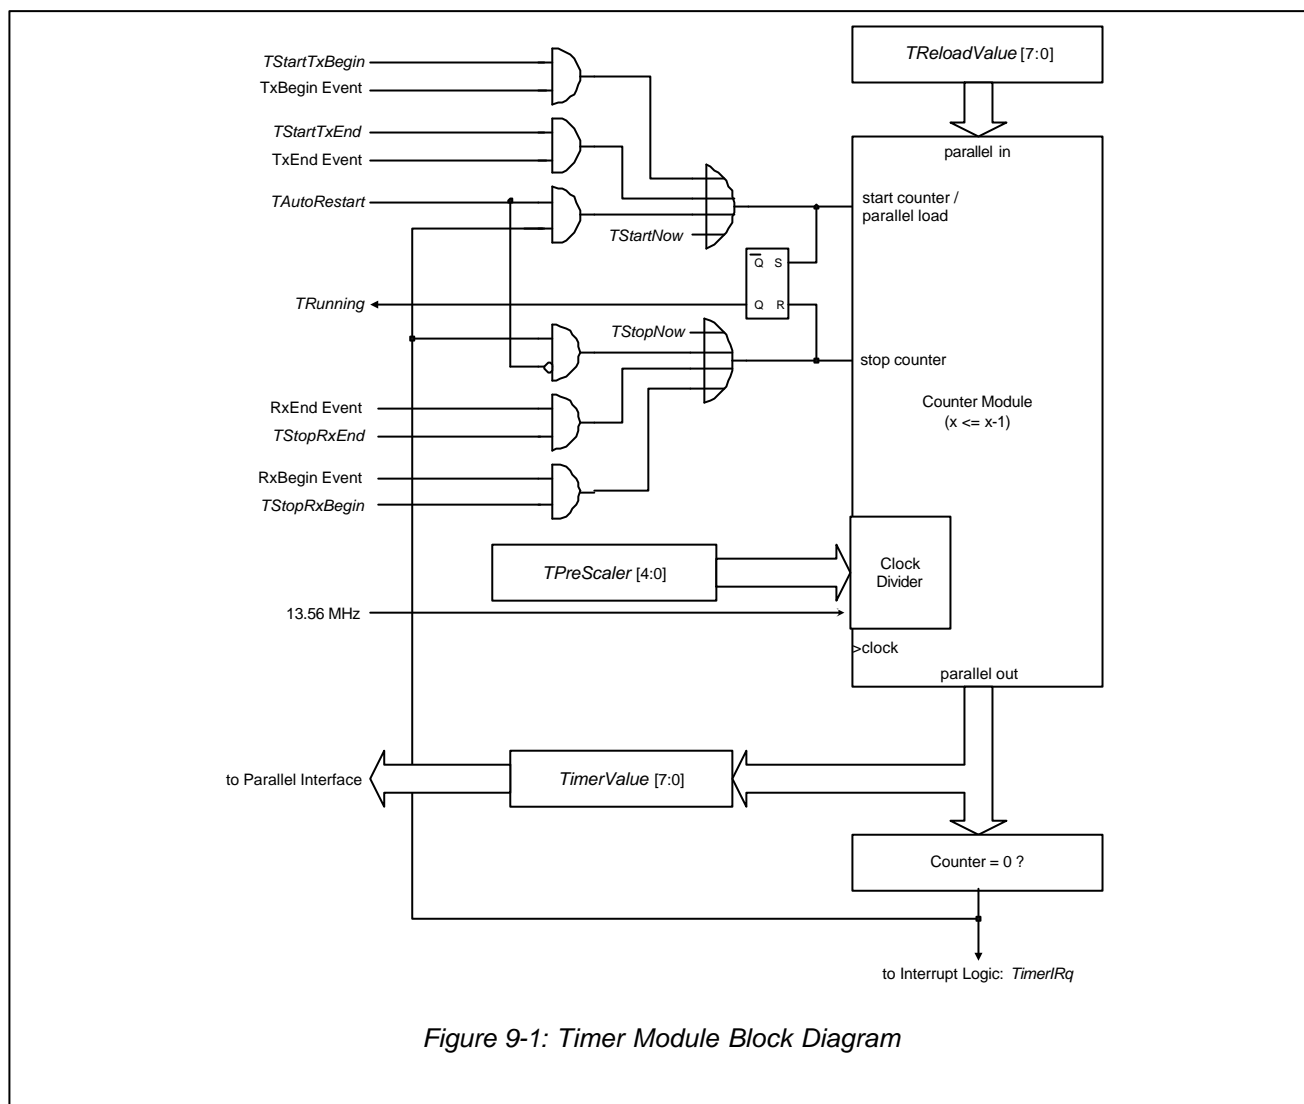 TStartTxBegin
TxBegin Event
TStartTxEnd
TxEnd Event
TAutoRestart
TStartNow
TRunning
Q S
Q R
TStopNow
RxEnd Event
TStopRxEnd
RxBegin Event
TStopRxBegin
TReloadValue [7:0]
parallel in
start counter /
parallel load
stop counter
Counter Module
(x <= x-1)
TPreScaler [4:0]
Clock
Divider
13.56 MHz
>clock
parallel out
to Parallel Interface
TimerValue [7:0]
Counter = 0 ?
to Interrupt Logic: TimerIRq
Figure 9-1: Timer Module Block Diagram